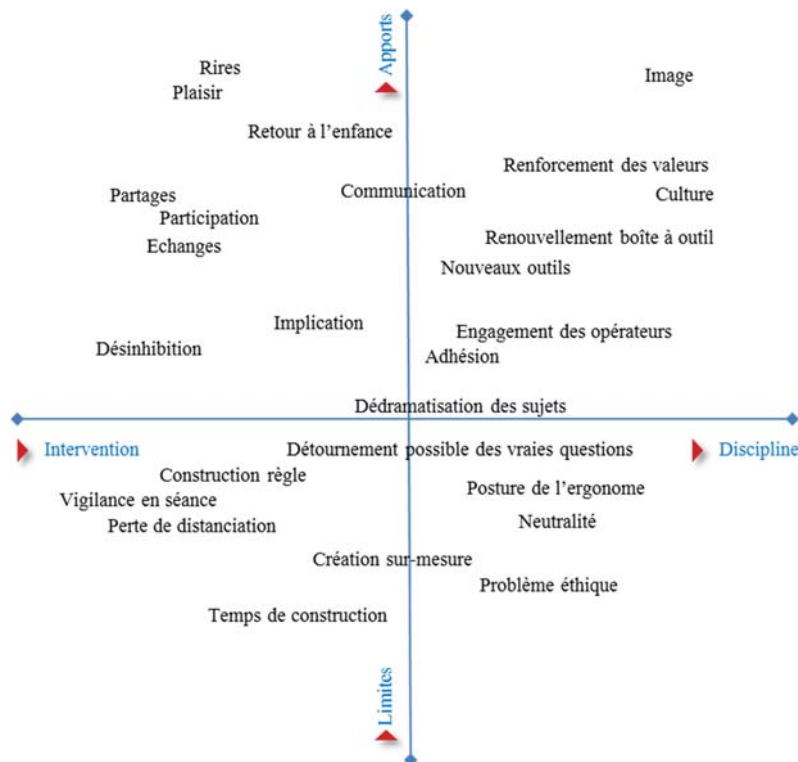 Apports
Rires
Image
Plaisir
Retour à l’enfance
Renforcement des valeurs
Communication
Partages
Culture
Participation
Renouvellement boîte à outil
Echanges
Nouveaux outils
Implication
Engagement des opérateurs
Désinhibition
Adhésion
Dédramatisation des sujets
Intervention
Détournement possible des vraies questions
Discipline
Construction règle
Posture de l’ergonome
Vigilance en séance
Neutralité
Perte de distanciation
Création sur-mesure
Problème éthique
Temps de construction
Limites